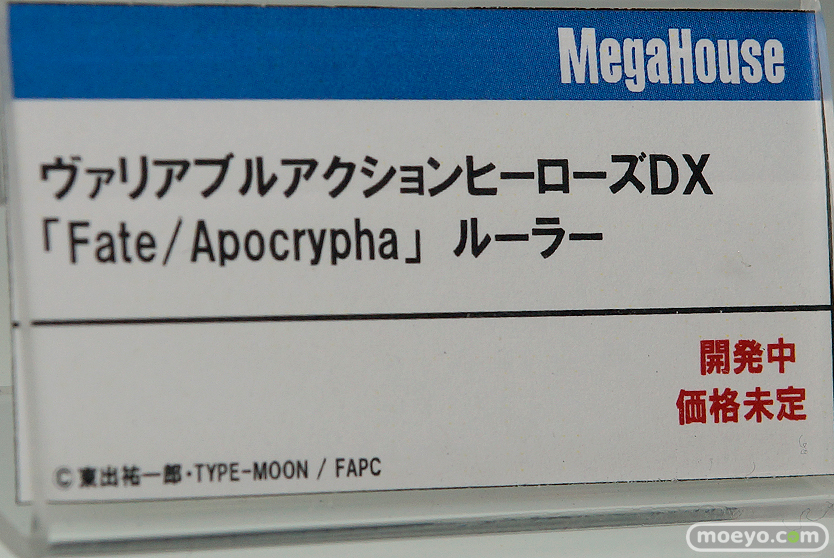 MegaHouse
ヴァリアブルアクションヒーローズDX
「Fate/Apocrypha」 ルーラー
開発中
価格未定
©東出祐一郎・TYPE-MOON / FAPC
moeyo.com